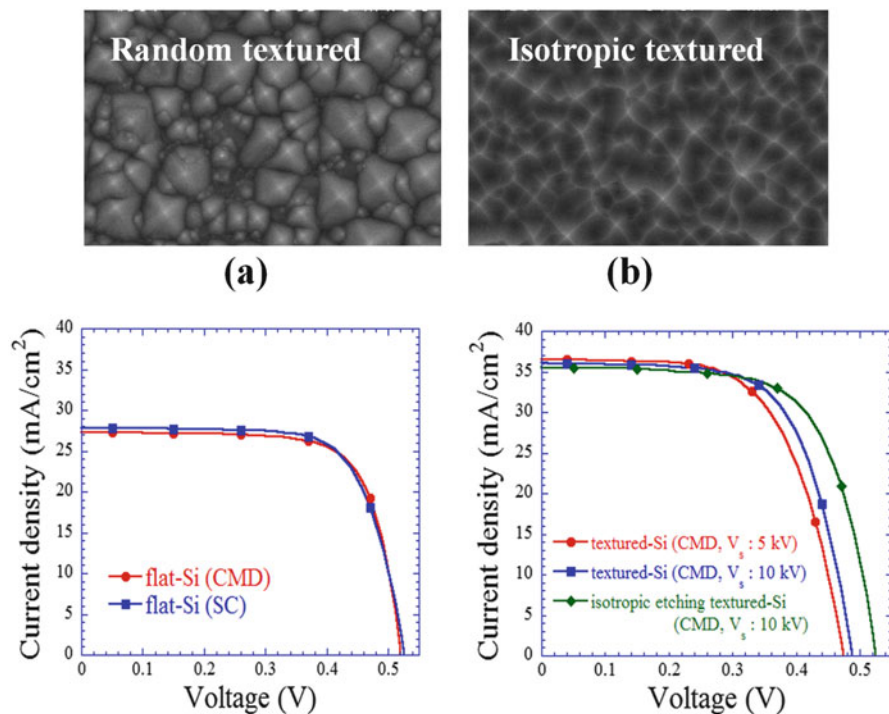 Random textured
Isotropic textured
(a)
(b)
Current density (mA/cm²)
40
35
30
25
20
15
10
5
0
flat-Si (CMD)
flat-Si (SC)
0 0.1 0.2 0.3 0.4 0.5
Voltage (V)
Current density (mA/cm²)
40
35
30
25
20
15
10
5
0
textured-Si (CMD, Vₛ : 5 kV)
textured-Si (CMD, Vₛ : 10 kV)
isotropic etching textured-Si
(CMD, Vₛ : 10 kV)
0 0.1 0.2 0.3 0.4 0.5
Voltage (V)